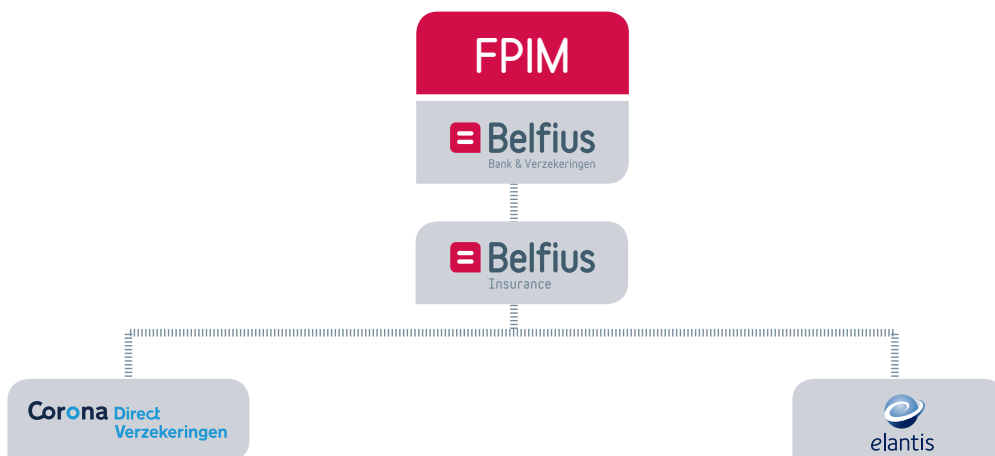 FPIM
Belfius
Bank & Verzekeringen
Belfius
Insurance
Corona Direct
Verzekeringen
elantis